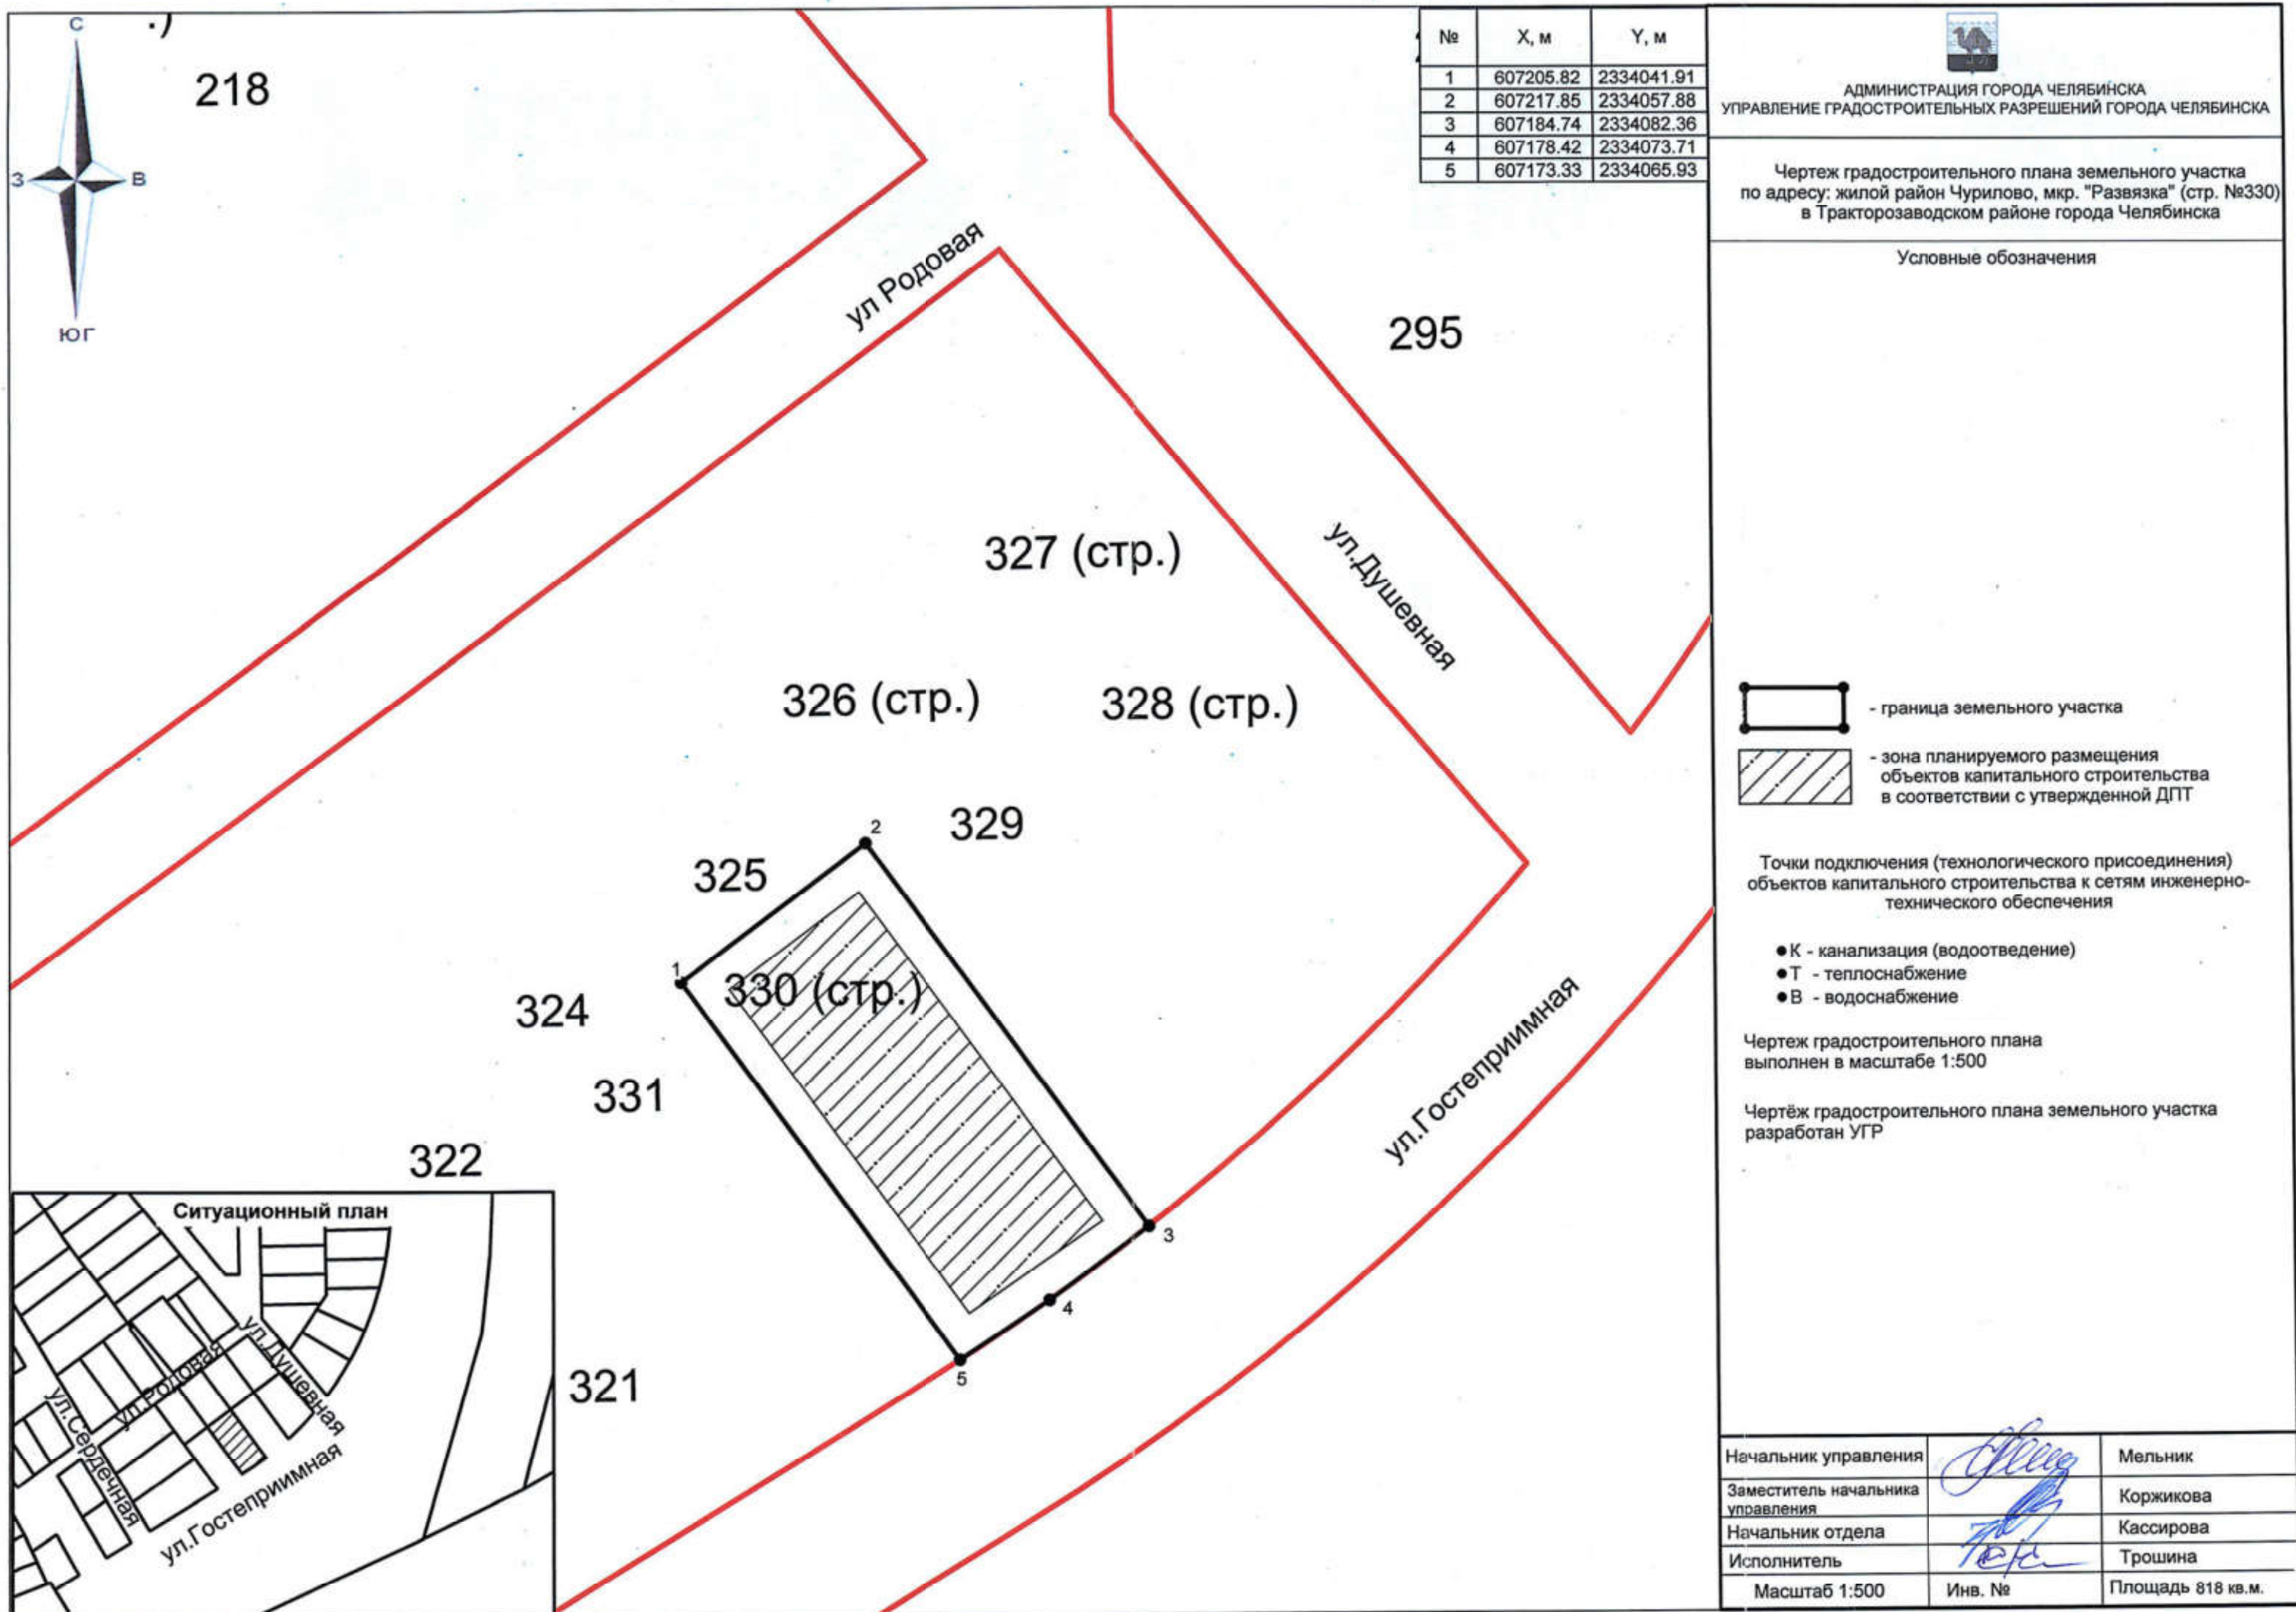 С
З
В
ЮГ
.)
218
ул Родовая
295
ул.Душевная
327 (стр.)
326 (стр.)
328 (стр.)
329
325
2
1
330 (стр.)
324
331
322
321
3
4
5
ул.Гостеприимная
Ситуационный план
ул.Родовая
ул.Душевная
ул.Сердечная
ул.Гостеприимная
№ X, м Y, м
1 607205.82 2334041.91
2 607217.85 2334057.88
3 607184.74 2334082.36
4 607178.42 2334073.71
5 607173.33 2334065.93
АДМИНИСТРАЦИЯ ГОРОДА ЧЕЛЯБИНСКА
УПРАВЛЕНИЕ ГРАДОСТРОИТЕЛЬНЫХ РАЗРЕШЕНИЙ ГОРОДА ЧЕЛЯБИНСКА
Чертеж градостроительного плана земельного участка
по адресу: жилой район Чурилово, мкр. "Развязка" (стр. №330)
в Тракторозаводском районе города Челябинска
Условные обозначения
- граница земельного участка
- зона планируемого размещения
объектов капитального строительства
в соответствии с утвержденной ДПТ
Точки подключения (технологического присоединения)
объектов капитального строительства к сетям инженерно-
технического обеспечения
●К - канализация (водоотведение)
●Т - теплоснабжение
●В - водоснабжение
Чертеж градостроительного плана
выполнен в масштабе 1:500
Чертёж градостроительного плана земельного участка
разработан УГР
Начальник управления Мельник
Заместитель начальника
управления Коржикова
Начальник отдела Кассирова
Исполнитель Трошина
Масштаб 1:500 Инв. № Площадь 818 кв.м.